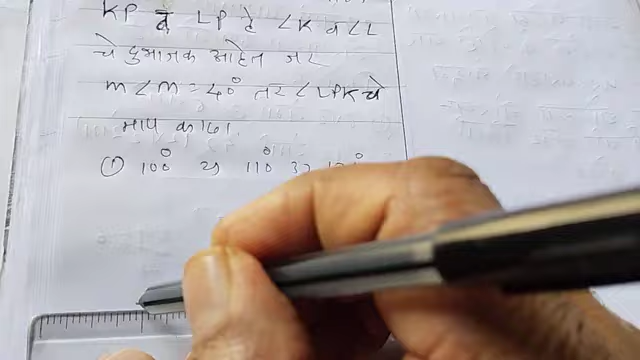 KP व LP हे ∠K व ∠L
चे दुभाजक आहेत जर
m∠m = 40° तर ∠LPK चे
माप काढा.
① 100° 2) 110° 3)